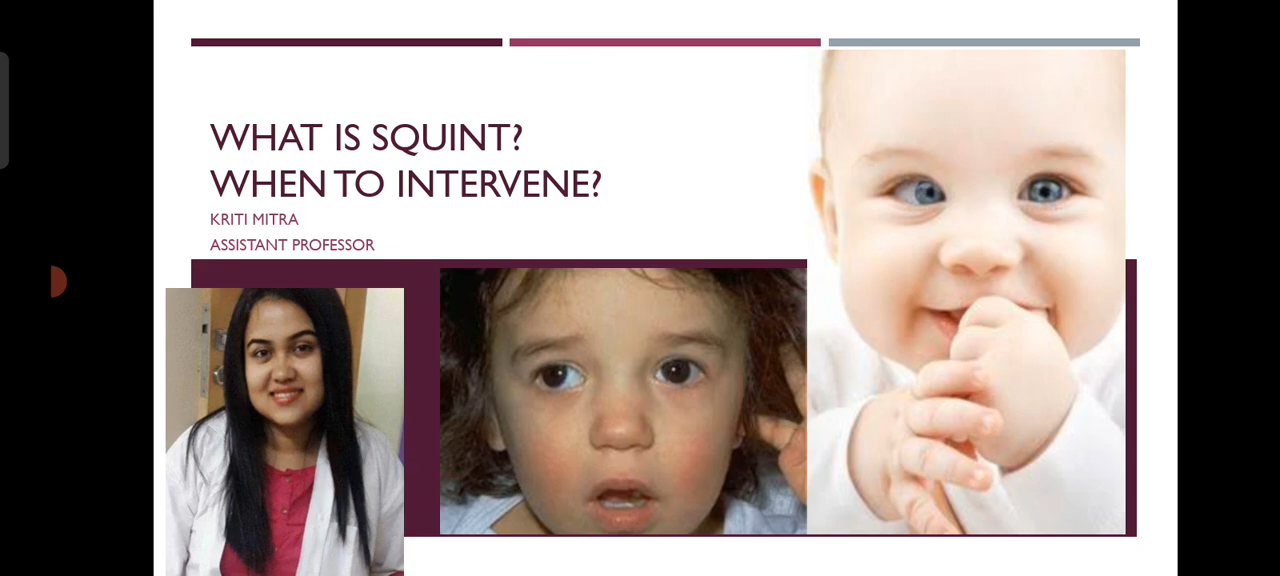 WHAT IS SQUINT?
WHEN TO INTERVENE?
KRITI MITRA
ASSISTANT PROFESSOR